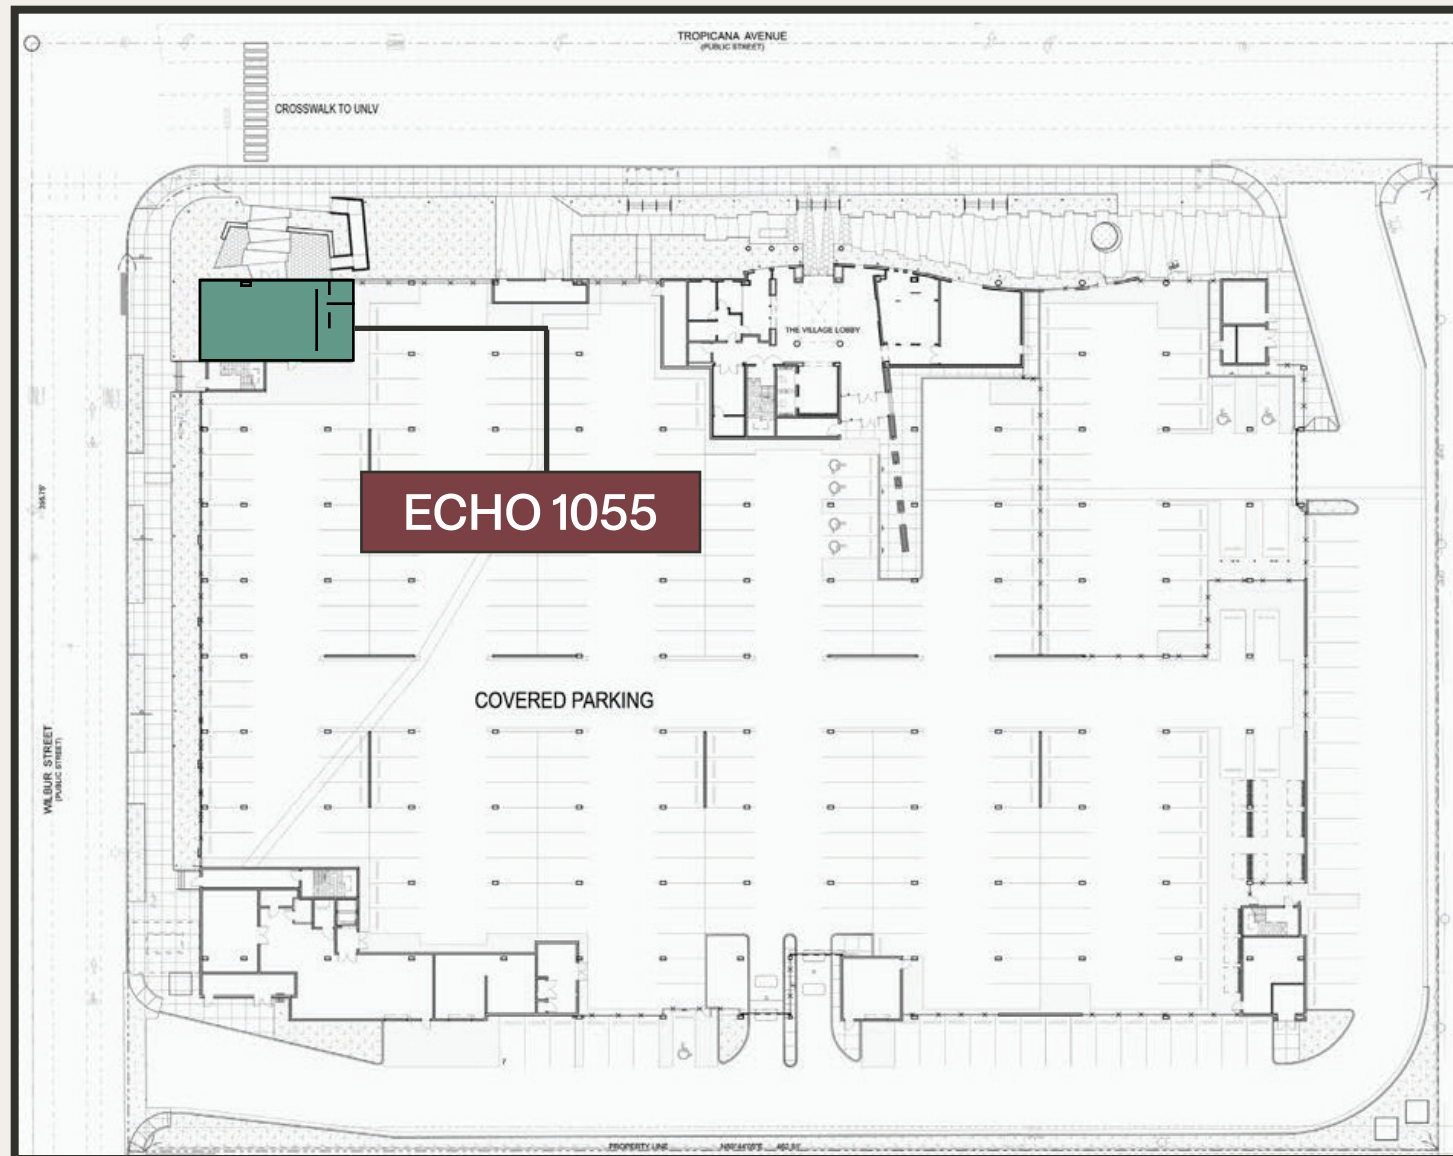 TROPICANA AVENUE
(PUBLIC STREET)
CROSSWALK TO UNLV
THE VILLAGE LOBBY
ECHO 1055
COVERED PARKING
WILBUR STREET
(PUBLIC STREET)
PROPERTY LINE